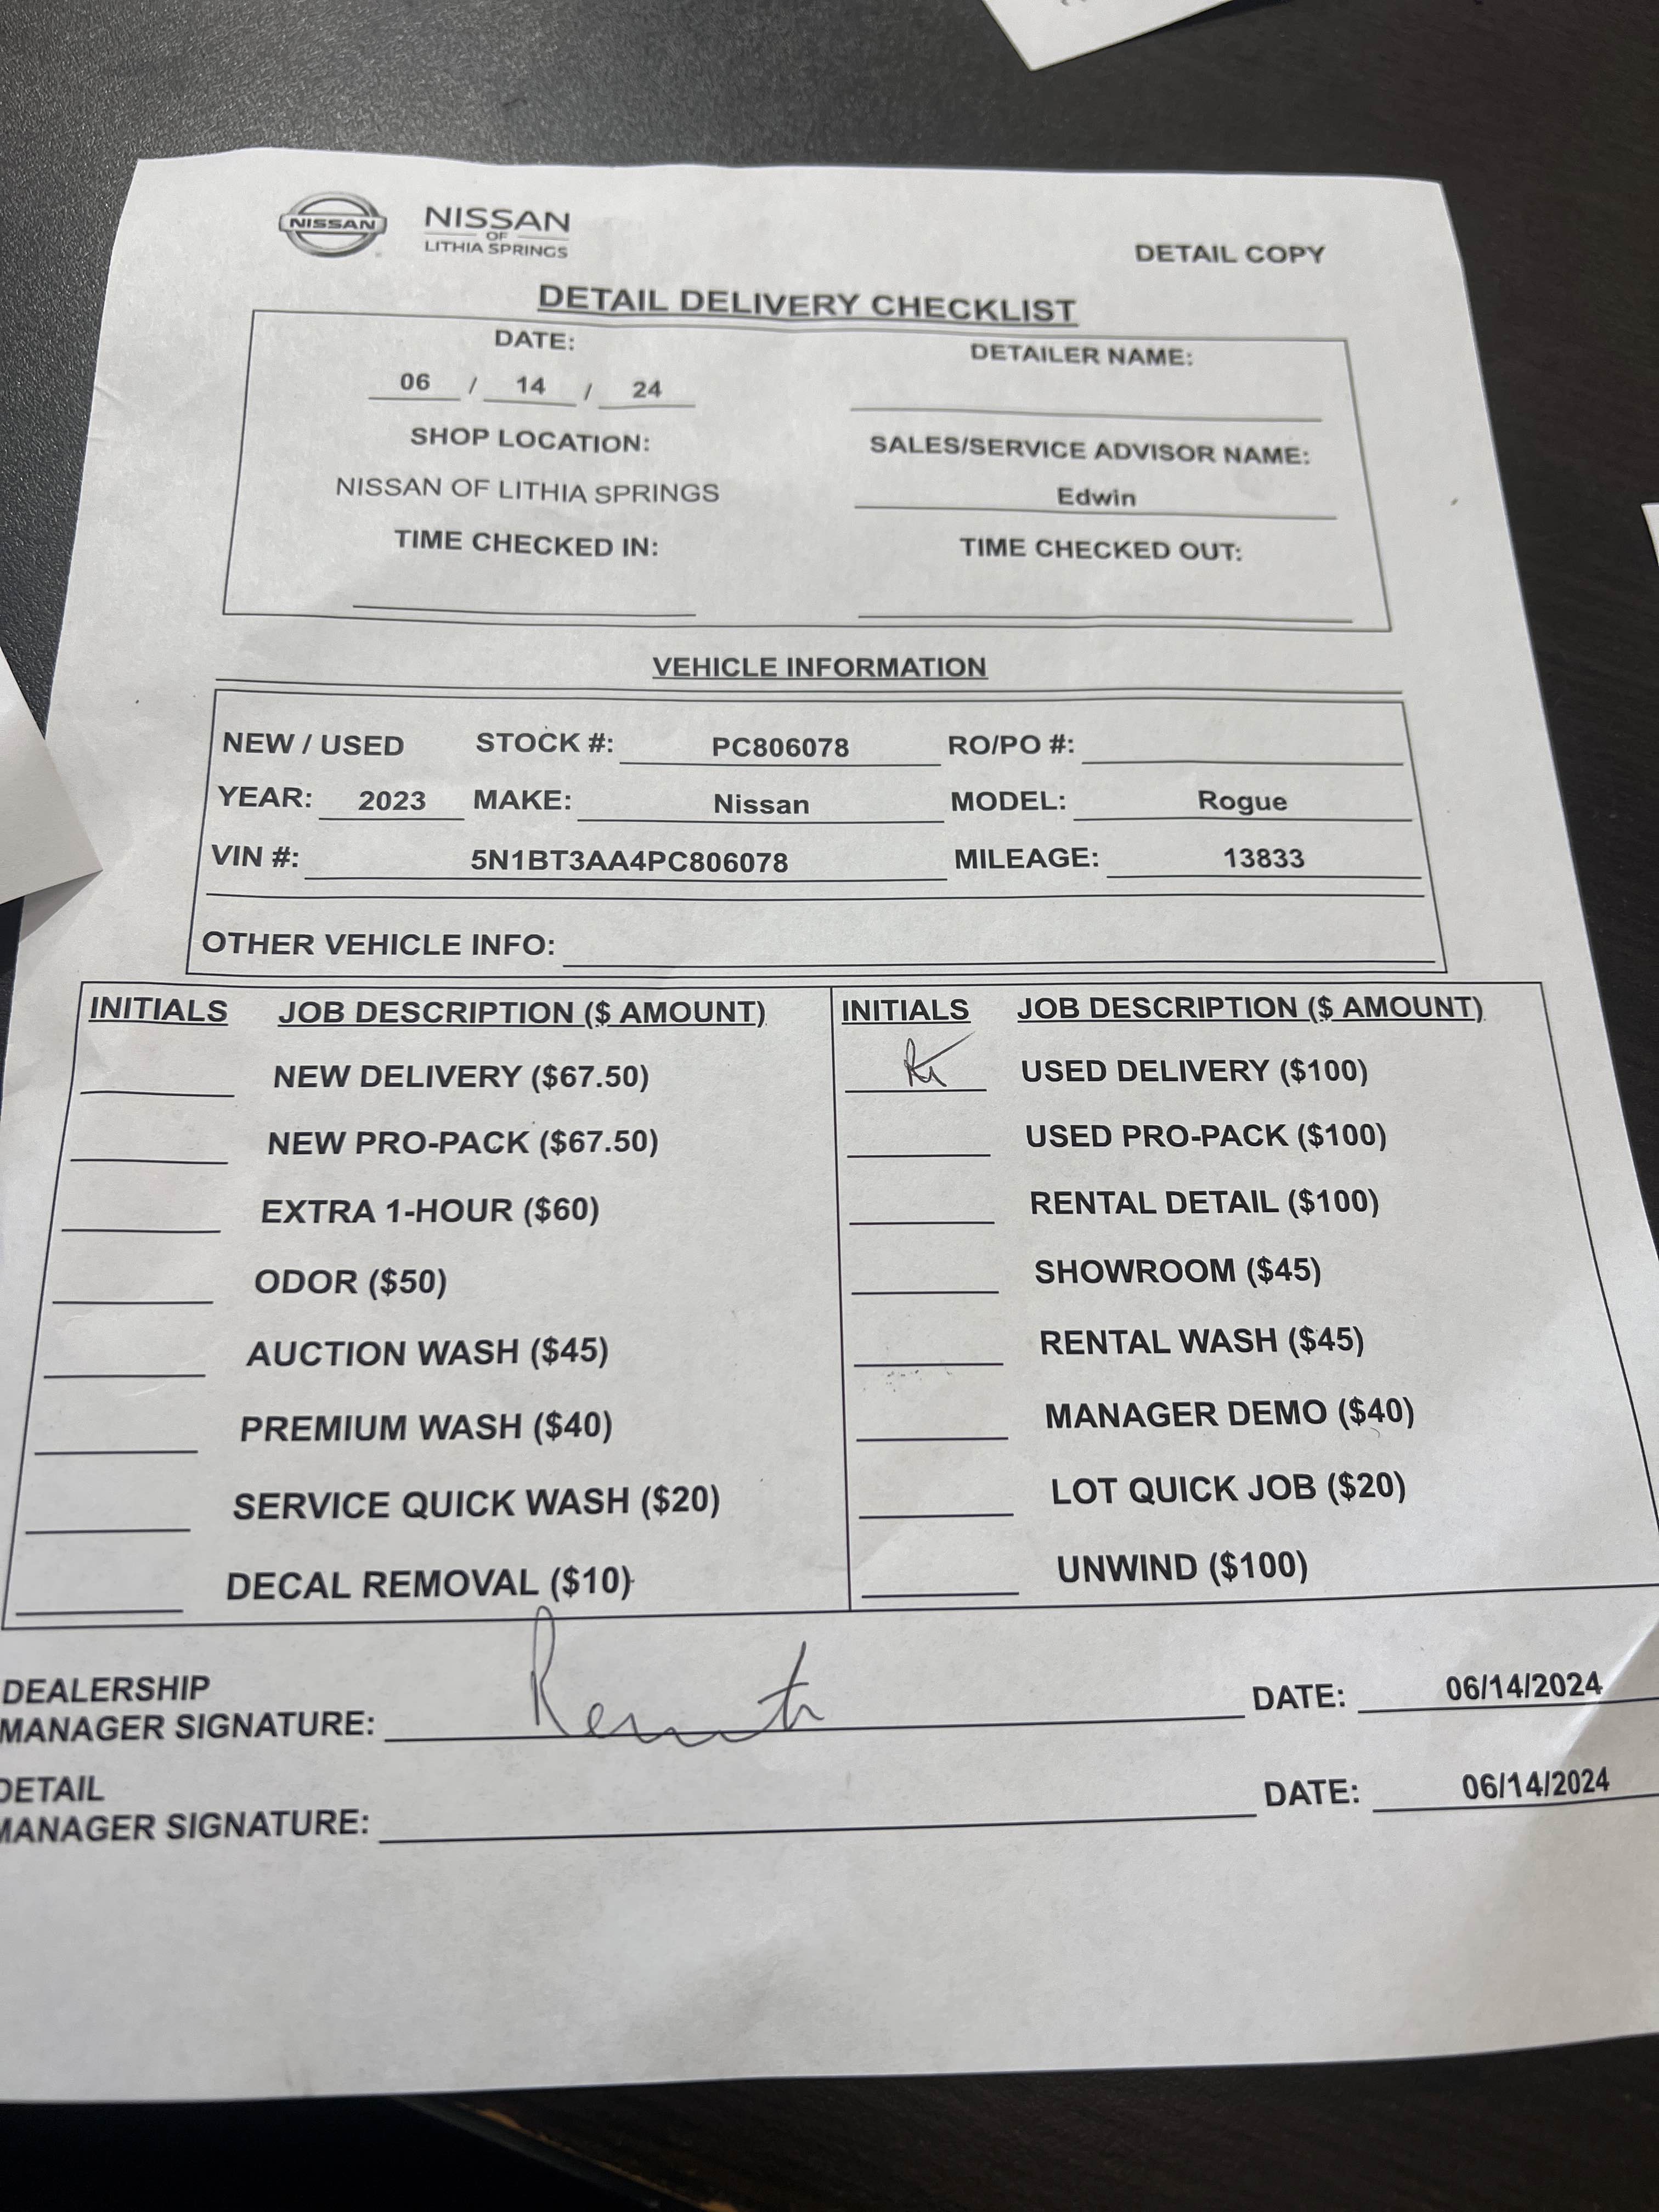 NISSAN NISSAN
OF
LITHIA SPRINGS
DETAIL COPY
DETAIL DELIVERY CHECKLIST
DATE:
06 / 14 / 24
DETAILER NAME:
SHOP LOCATION:
NISSAN OF LITHIA SPRINGS
SALES/SERVICE ADVISOR NAME:
Edwin
TIME CHECKED IN:
TIME CHECKED OUT:
VEHICLE INFORMATION
NEW / USED STOCK #: PC806078 RO/PO #:
YEAR: 2023 MAKE: Nissan MODEL: Rogue
VIN #: 5N1BT3AA4PC806078 MILEAGE: 13833
OTHER VEHICLE INFO:
INITIALS JOB DESCRIPTION ($ AMOUNT)
NEW DELIVERY ($67.50)
NEW PRO-PACK ($67.50)
EXTRA 1-HOUR ($60)
ODOR ($50)
AUCTION WASH ($45)
PREMIUM WASH ($40)
SERVICE QUICK WASH ($20)
DECAL REMOVAL ($10)
INITIALS JOB DESCRIPTION ($ AMOUNT)
USED DELIVERY ($100)
USED PRO-PACK ($100)
RENTAL DETAIL ($100)
SHOWROOM ($45)
RENTAL WASH ($45)
MANAGER DEMO ($40)
LOT QUICK JOB ($20)
UNWIND ($100)
DEALERSHIP
MANAGER SIGNATURE: DATE: 06/14/2024
DETAIL
MANAGER SIGNATURE: DATE: 06/14/2024